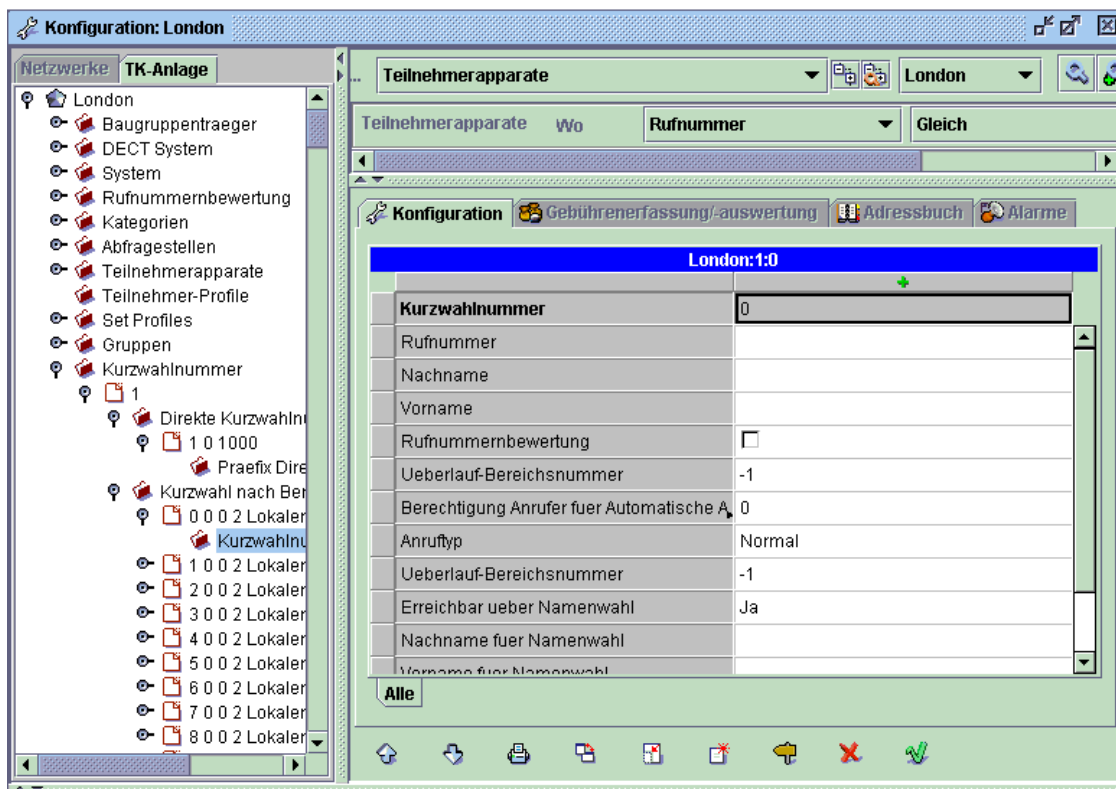 Konfiguration: London
Netzwerke TK-Anlage
London
Baugruppentraeger
DECT System
System
Rufnummernbewertung
Kategorien
Abfragestellen
Teilnehmerapparate
Teilnehmer-Profile
Set Profiles
Gruppen
Kurzwahlnummer
1
Direkte Kurzwahln
1 0 1000
Praefix Dire
Kurzwahl nach Ber
0 0 0 2 Lokaler
Kurzwahlnu
1 0 0 2 Lokaler
2 0 0 2 Lokaler
3 0 0 2 Lokaler
4 0 0 2 Lokaler
5 0 0 2 Lokaler
6 0 0 2 Lokaler
7 0 0 2 Lokaler
8 0 0 2 Lokaler
... Teilnehmerapparate London
Teilnehmerapparate Wo Rufnummer Gleich
Konfiguration Gebührenerfassung/-auswertung Adressbuch Alarme
London:1:0
Kurzwahlnummer 0
Rufnummer
Nachname
Vorname
Rufnummernbewertung
Ueberlauf-Bereichsnummer -1
Berechtigung Anrufer fuer Automatische A 0
Anruftyp Normal
Ueberlauf-Bereichsnummer -1
Erreichbar ueber Namenwahl Ja
Nachname fuer Namenwahl
Vorname fuer Namenwahl
Alle